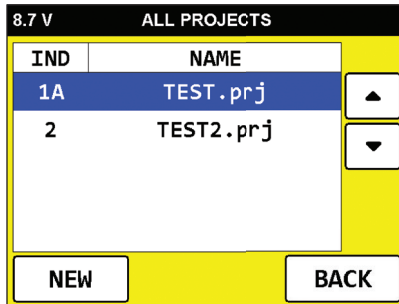 8.7 V ALL PROJECTS
IND NAME
1A TEST.prj
2 TEST2.prj
NEW BACK